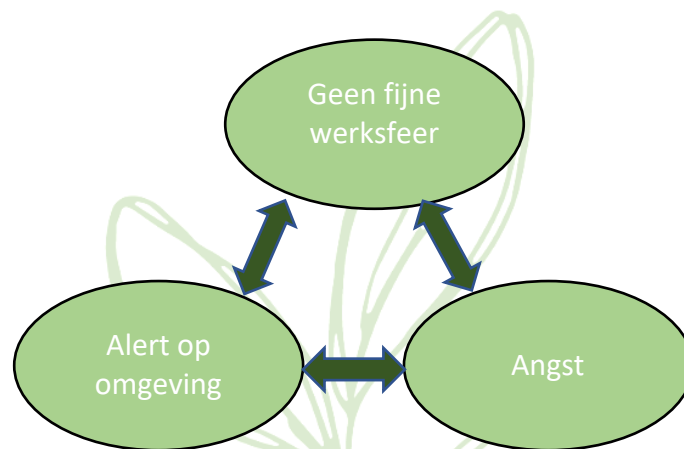 Geen fijne
werksfeer
Alert op
omgeving
Angst